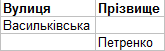 Вулиця Прізвище
Васильківська
Петренко